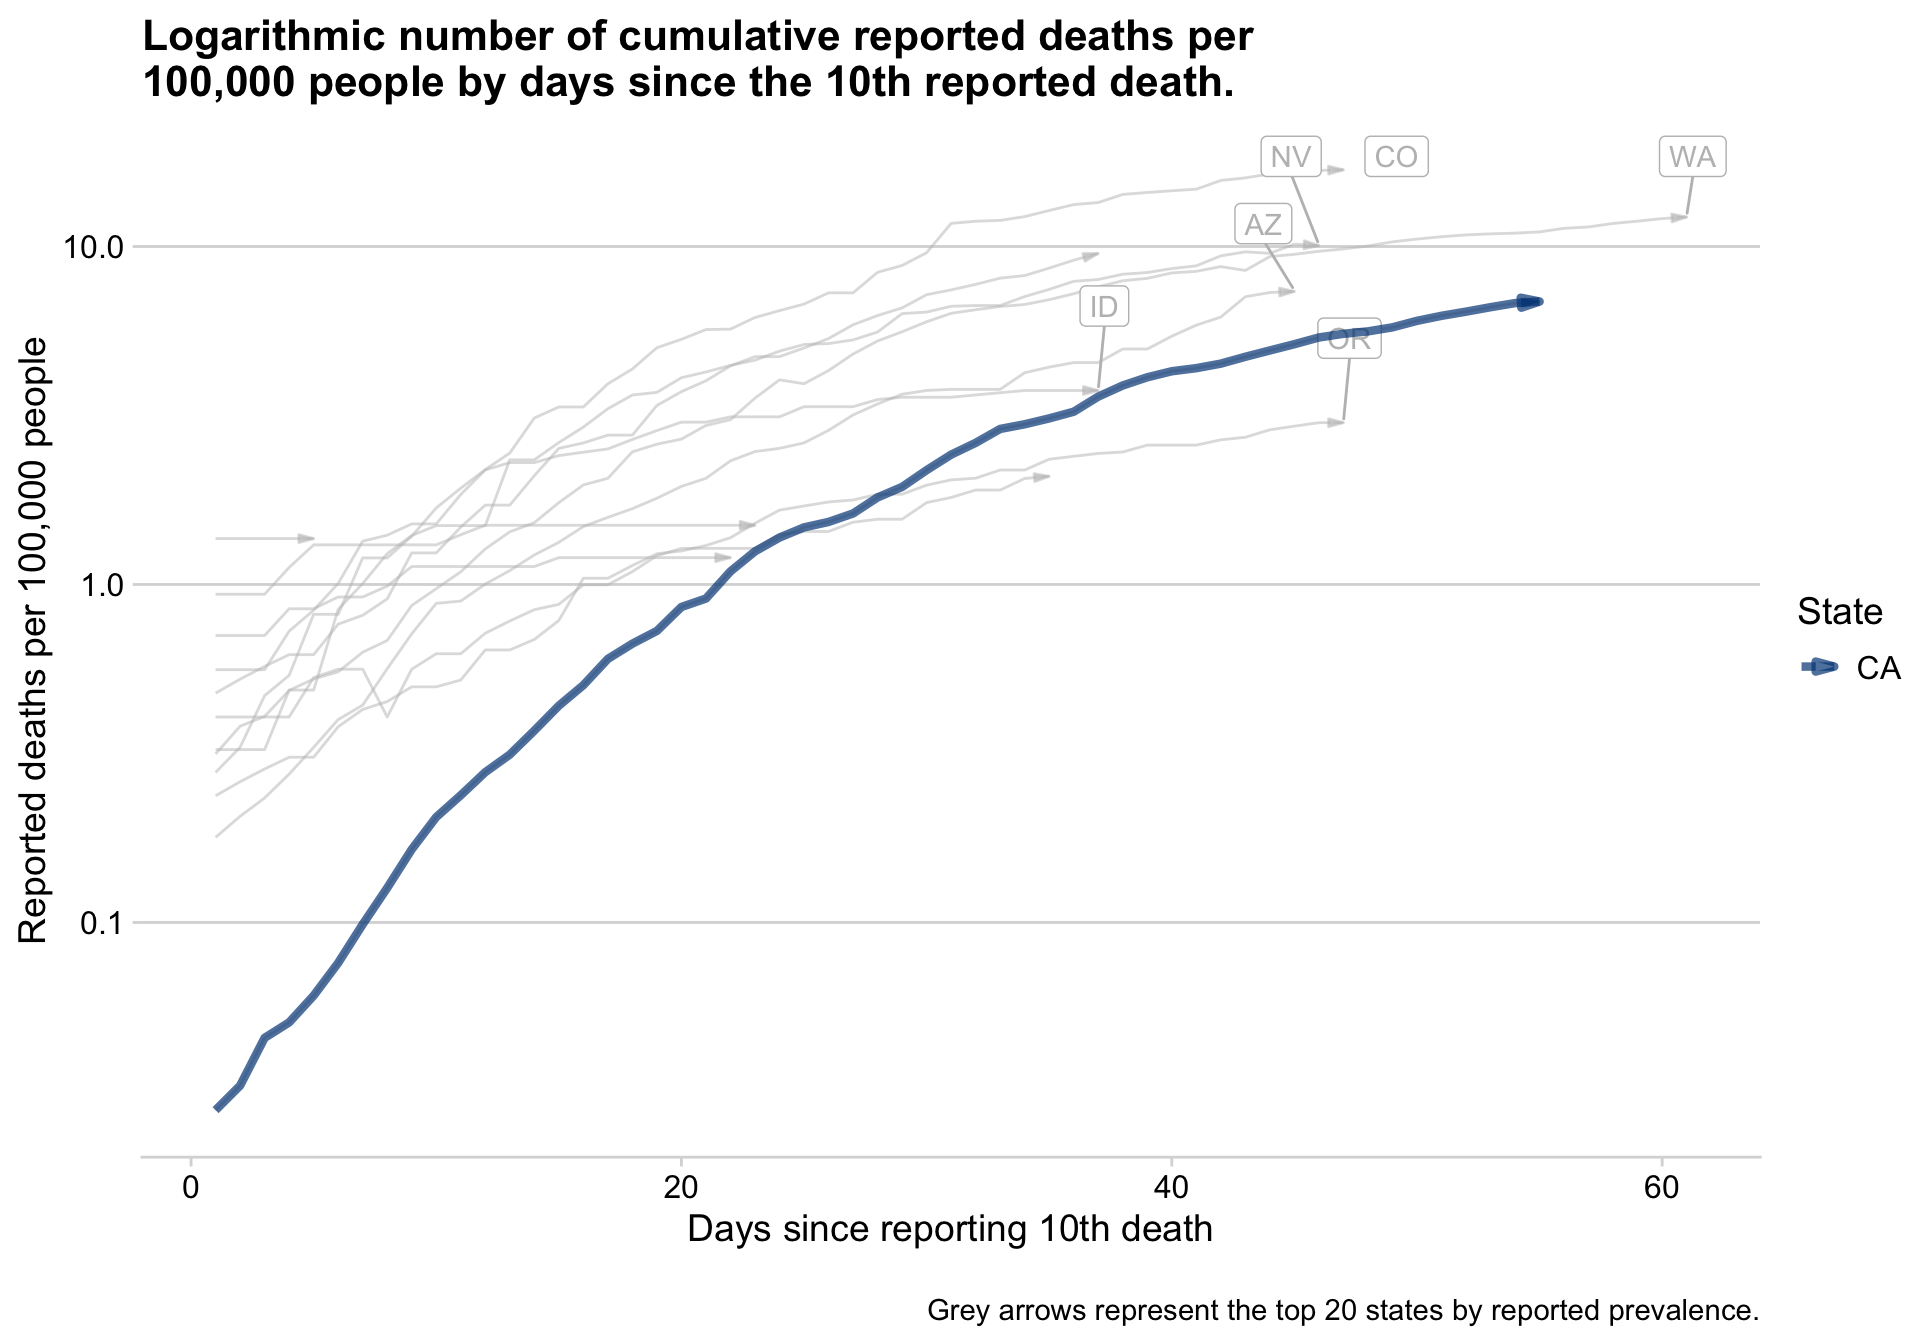 Logarithmic number of cumulative reported deaths per
100,000 people by days since the 10th reported death.
NV
CO
WA
AZ
ID
OR
10.0
1.0
0.1
Reported deaths per 100,000 people
State
CA
0
20
40
60
Days since reporting 10th death
Grey arrows represent the top 20 states by reported prevalence.